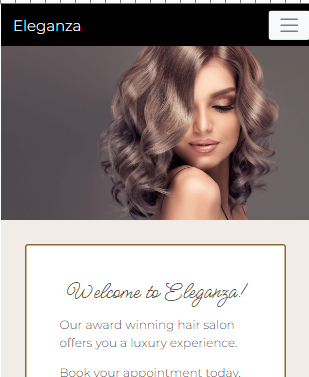 Eleganza
Welcome to Eleganza!
Our award winning hair salon
offers you a luxury experience.
Book your appointment today.